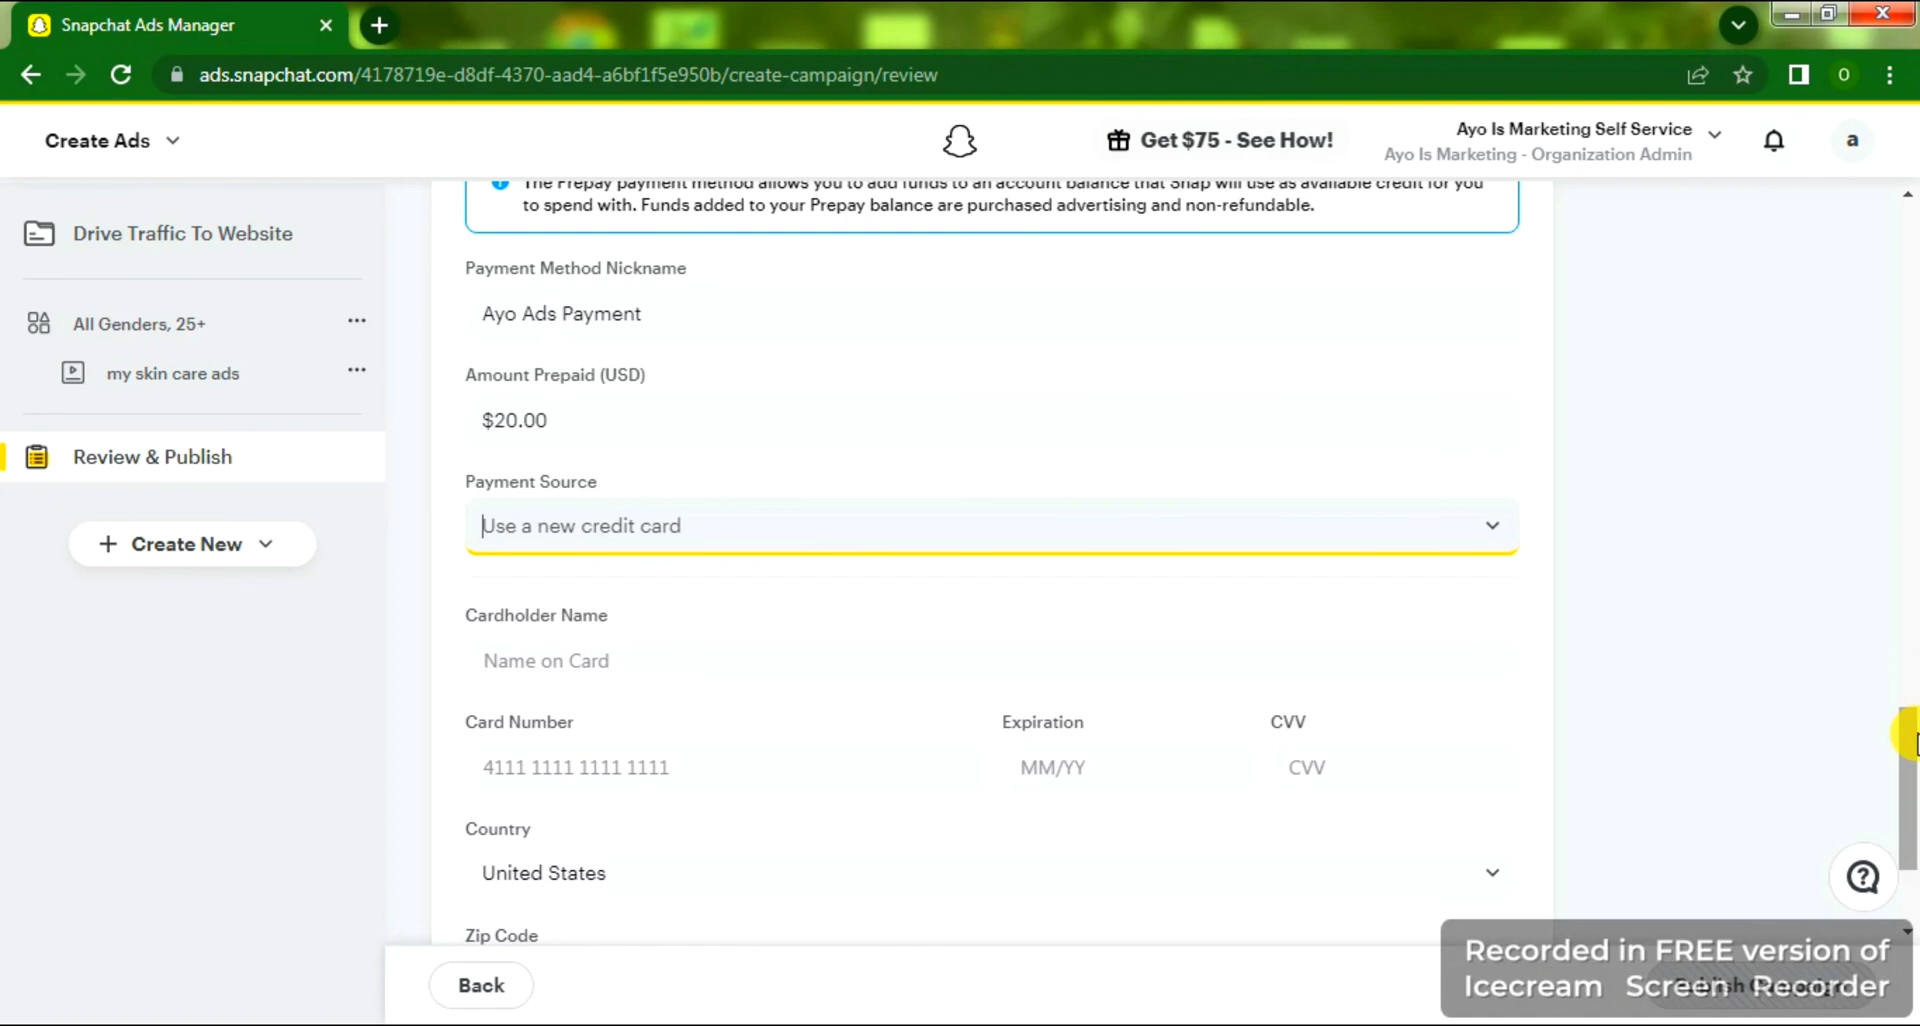 Snapchat Ads Manager
ads.snapchat.com/4178719e-d8df-4370-aad4-a6bf1f5e950b/create-campaign/review
O
Create Ads
Get $75 - See How!
Ayo Is Marketing Self Service
Ayo Is Marketing - Organization Admin
a
The Prepay payment method allows you to add funds to an account balance that Snap will use as available credit for you
to spend with. Funds added to your Prepay balance are purchased advertising and non-refundable.
Drive Traffic To Website
All Genders, 25+
my skin care ads
Review & Publish
+ Create New
Payment Method Nickname
Ayo Ads Payment
Amount Prepaid (USD)
$20.00
Payment Source
Use a new credit card
Cardholder Name
Name on Card
Card Number
Expiration
CVV
4111 1111 1111 1111
MM/YY
CVV
Country
United States
Zip Code
Back
Recorded in FREE version of
Icecream Screen Recorder